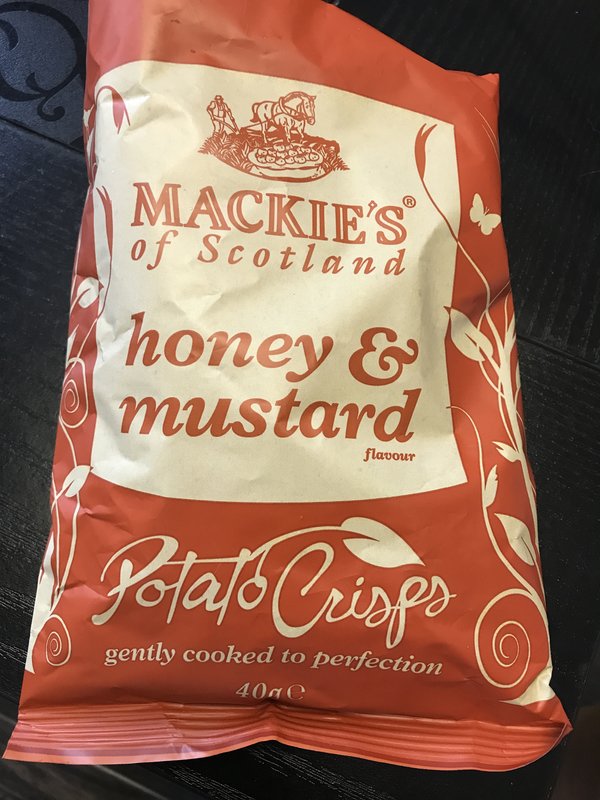 MACKIE'S®
of Scotland
honey &
mustard
flavour
Potato Crisps
gently cooked to perfection
40g℮